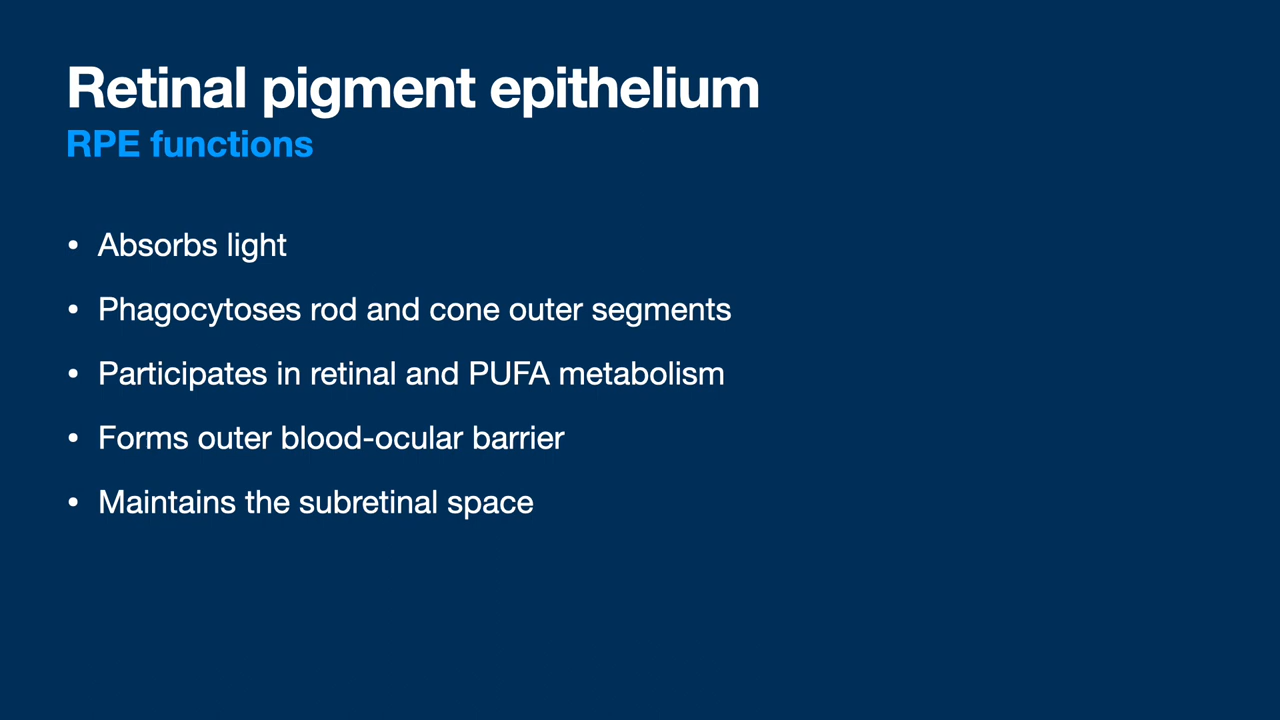 Retinal pigment epithelium
RPE functions
• Absorbs light
• Phagocytoses rod and cone outer segments
• Participates in retinal and PUFA metabolism
• Forms outer blood-ocular barrier
• Maintains the subretinal space